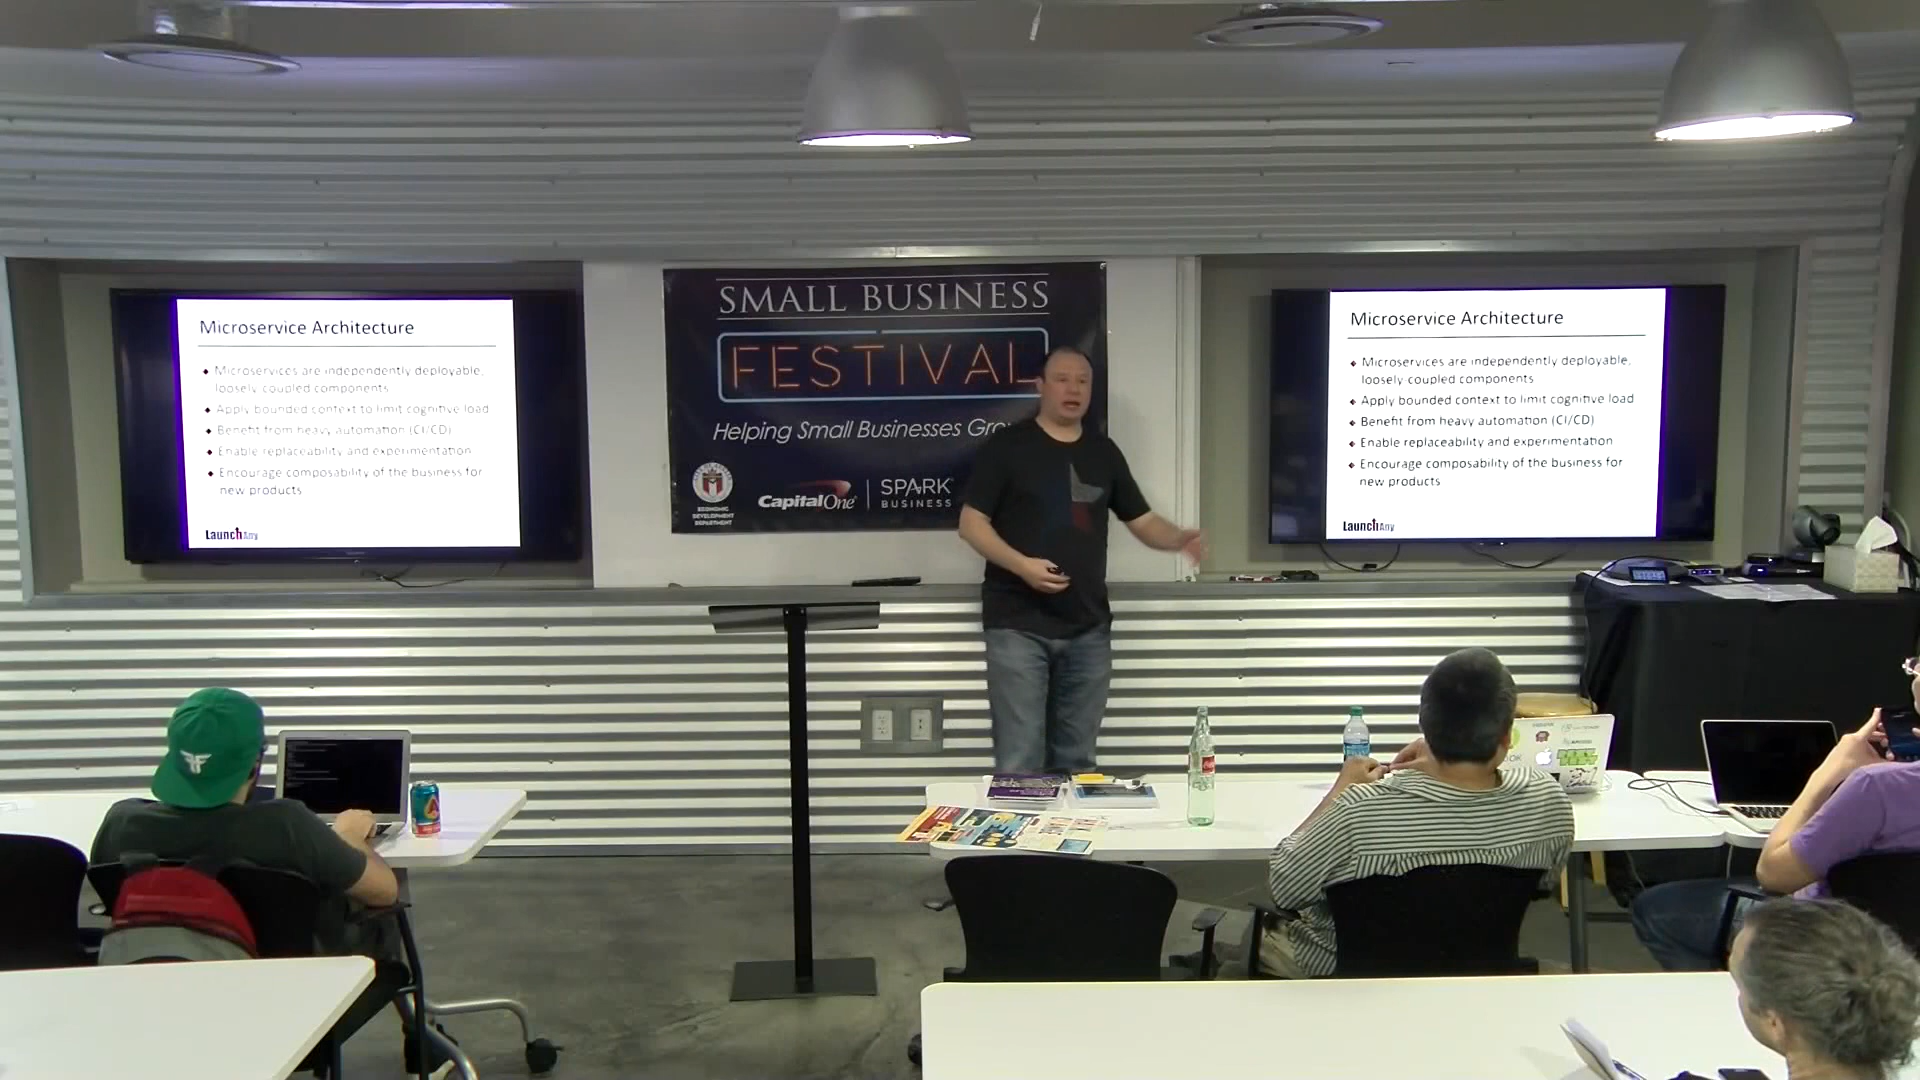 Microservice Architecture
Microservices are independently deployable,
loosely coupled components
Apply bounded context to limit cognitive load
Benefit from heavy automation (CI/CD)
Enable replaceability and experimentation
Encourage composability of the business for
new products
LaunchAny
SMALL BUSINESS
FESTIVAL
Helping Small Businesses Gro
ECONOMIC
DEVELOPMENT
DEPARTMENT
CapitalOne
SPARK
BUSINESS
Microservice Architecture
Microservices are independently deployable,
loosely coupled components
Apply bounded context to limit cognitive load
Benefit from heavy automation (CI/CD)
Enable replaceability and experimentation
Encourage composability of the business for
new products
LaunchAny